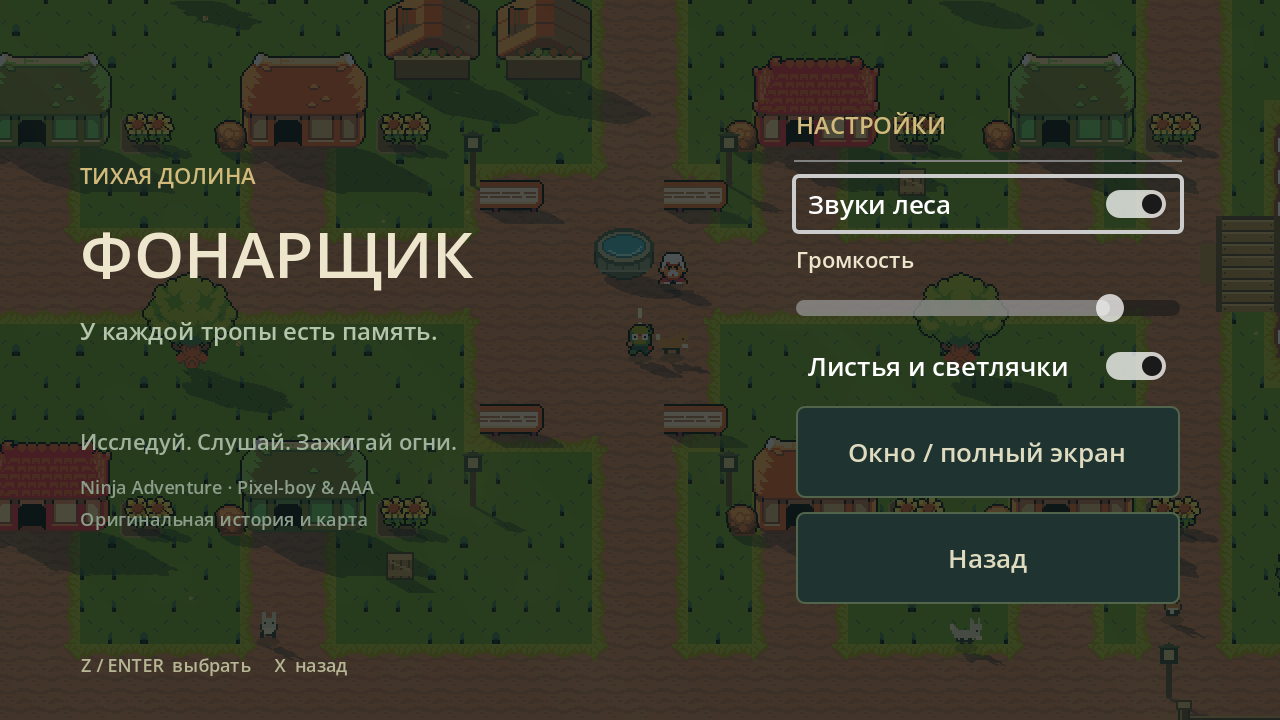 ТИХАЯ ДОЛИНА
ФОНАРЩИК
У каждой тропы есть память.
Исследуй. Слушай. Зажигай огни.
Ninja Adventure · Pixel-boy & AAA
Оригинальная история и карта
Z / ENTER выбрать X назад
НАСТРОЙКИ
Звуки леса
Громкость
Листья и светлячки
Окно / полный экран
Назад